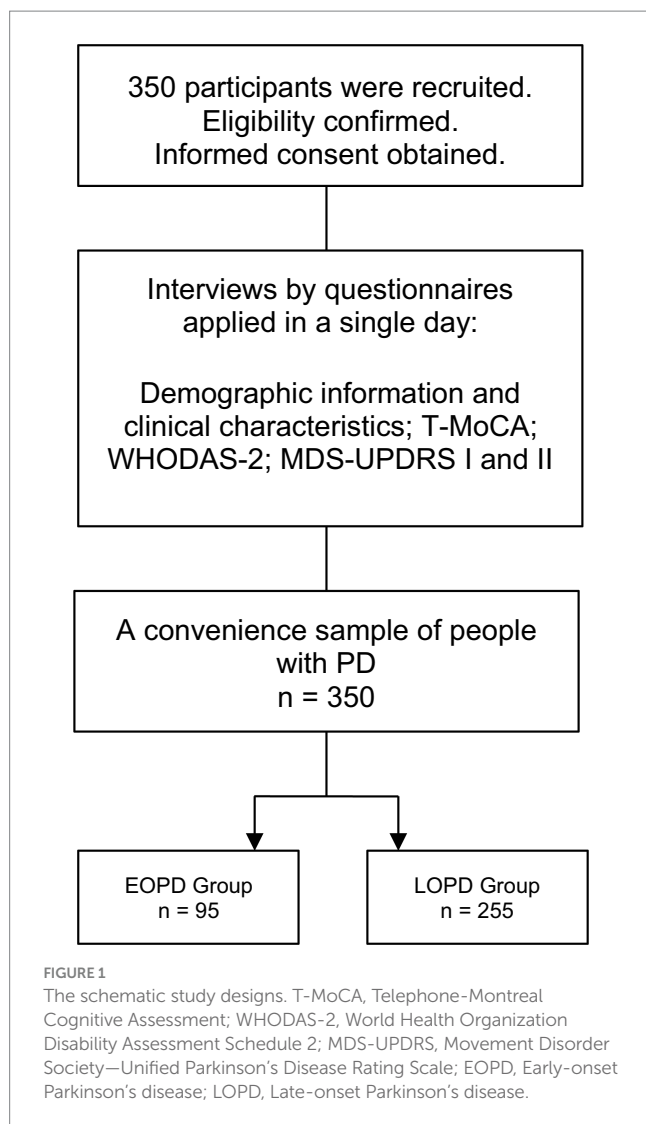 350 participants were recruited.
Eligibility confirmed.
Informed consent obtained.
Interviews by questionnaires
applied in a single day:
Demographic information and
clinical characteristics; T-MoCA;
WHODAS-2; MDS-UPDRS I and II
A convenience sample of people
with PD
n = 350
EOPD Group
n = 95
LOPD Group
n = 255
FIGURE 1
The schematic study designs. T-MoCA, Telephone-Montreal
Cognitive Assessment; WHODAS-2, World Health Organization
Disability Assessment Schedule 2; MDS-UPDRS, Movement Disorder
Society—Unified Parkinson’s Disease Rating Scale; EOPD, Early-onset
Parkinson’s disease; LOPD, Late-onset Parkinson’s disease.